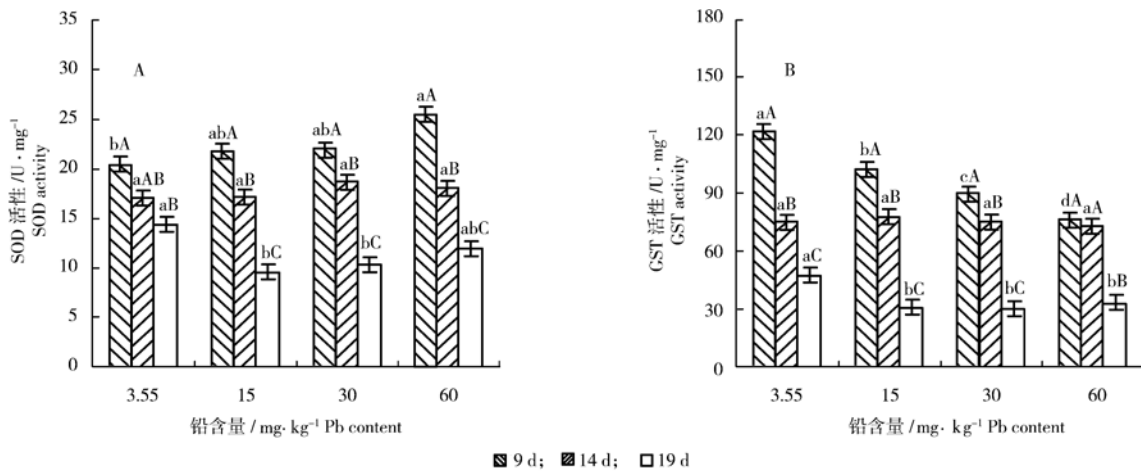 35
30
25
20
15
10
5
0
SOD 活性 /U · mg⁻¹
SOD activity
A
bA
aAB
aB
abA
aB
bC
abA
aB
bC
aA
aB
abC
3.55
15
30
60
铅含量 / mg· kg⁻¹ Pb content
180
150
120
90
60
30
0
GST 活性 /U · mg⁻¹
GST activity
B
aA
aB
aC
bA
aB
bC
cA
aB
bC
dA
aA
bB
3.55
15
30
60
铅含量 / mg· kg⁻¹ Pb content
9 d; 14 d; 19 d